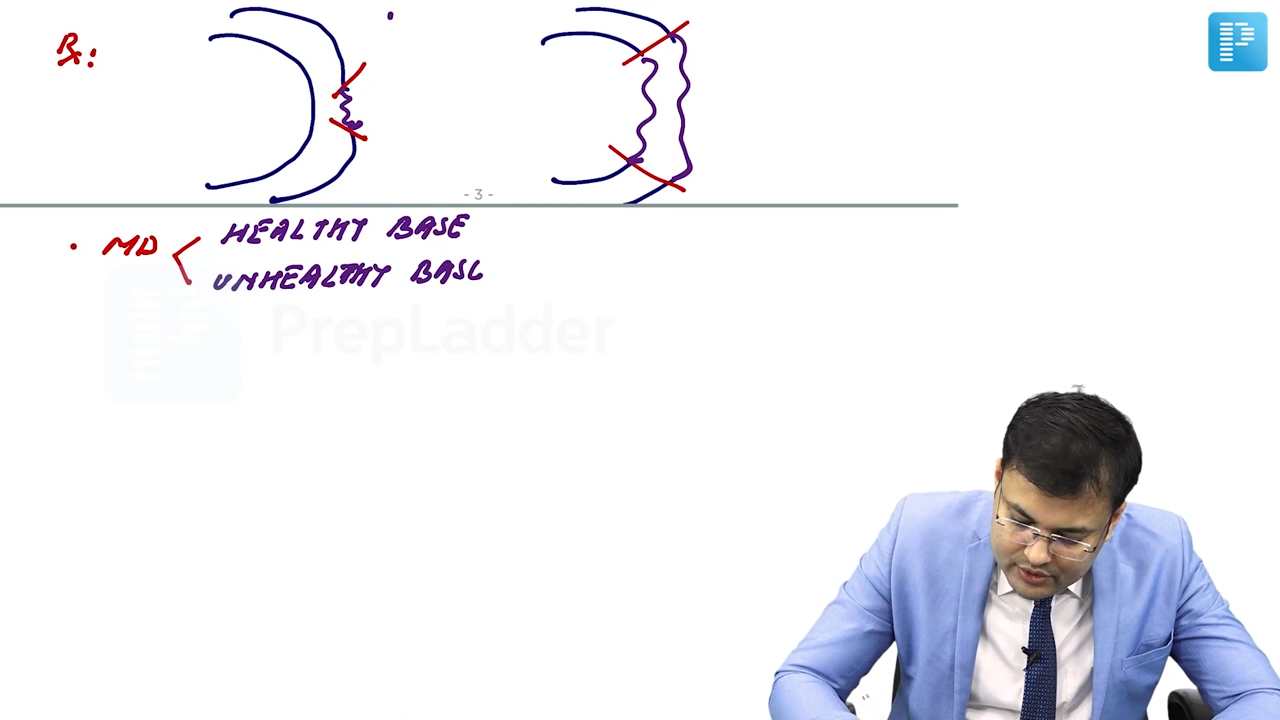 Rx:
- 3 -
• MD < HEALTHY BASE
UNHEALTHY BASE
PrepLadder